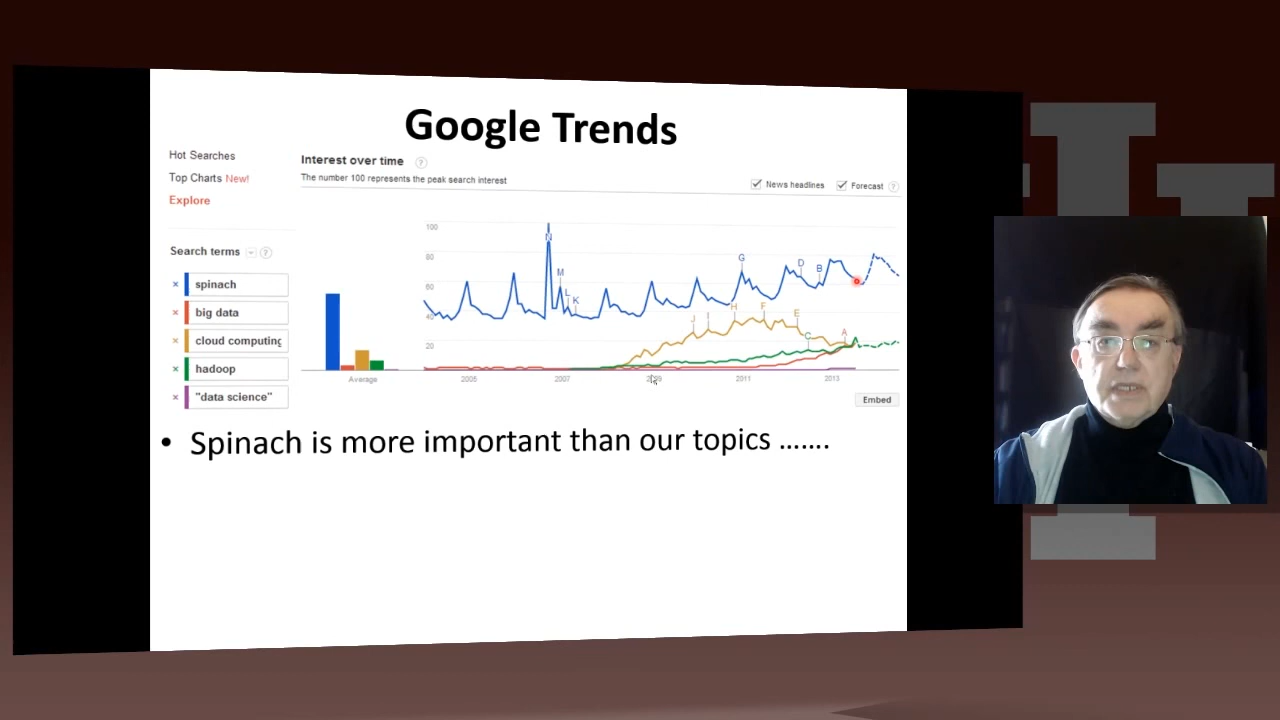 Google Trends
Hot Searches
Top Charts New!
Explore
Interest over time ?
The number 100 represents the peak search interest
News headlines
Forecast ?
Search terms ?
× spinach
× big data
× cloud computing
× hadoop
× "data science"
100
80
60
40
20
N
M
L
K
G
D
B
J
I
H
F
E
C
A
Average
2005
2007
2009
2011
2013
Embed
• Spinach is more important than our topics …….